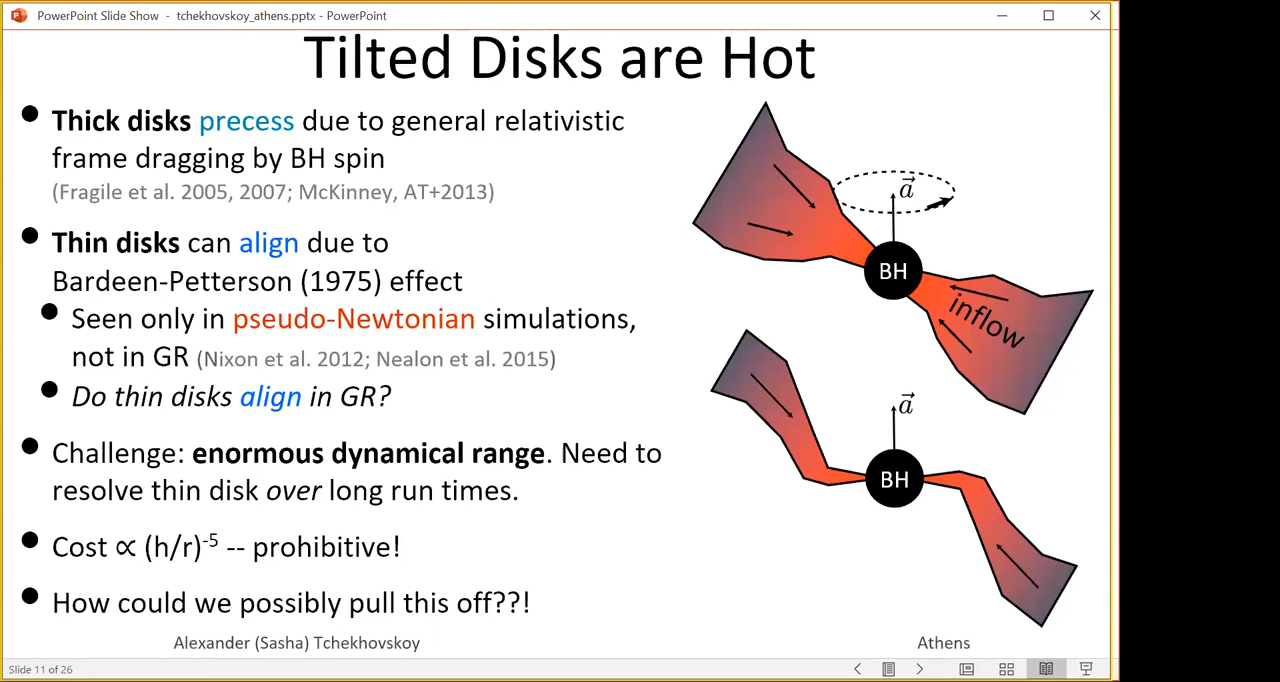 PowerPoint Slide Show - tchekhovskoy_athens.pptx - PowerPoint
Tilted Disks are Hot
● Thick disks precess due to general relativistic
frame dragging by BH spin
(Fragile et al. 2005, 2007; McKinney, AT+2013)
● Thin disks can align due to
Bardeen-Petterson (1975) effect
● Seen only in pseudo-Newtonian simulations,
not in GR (Nixon et al. 2012; Nealon et al. 2015)
● Do thin disks align in GR?
● Challenge: enormous dynamical range. Need to
resolve thin disk over long run times.
● Cost ∝ (h/r)⁻⁵ -- prohibitive!
● How could we possibly pull this off??!
a⃗
BH
inflow
a⃗
BH
Alexander (Sasha) Tchekhovskoy
Athens
Slide 11 of 26